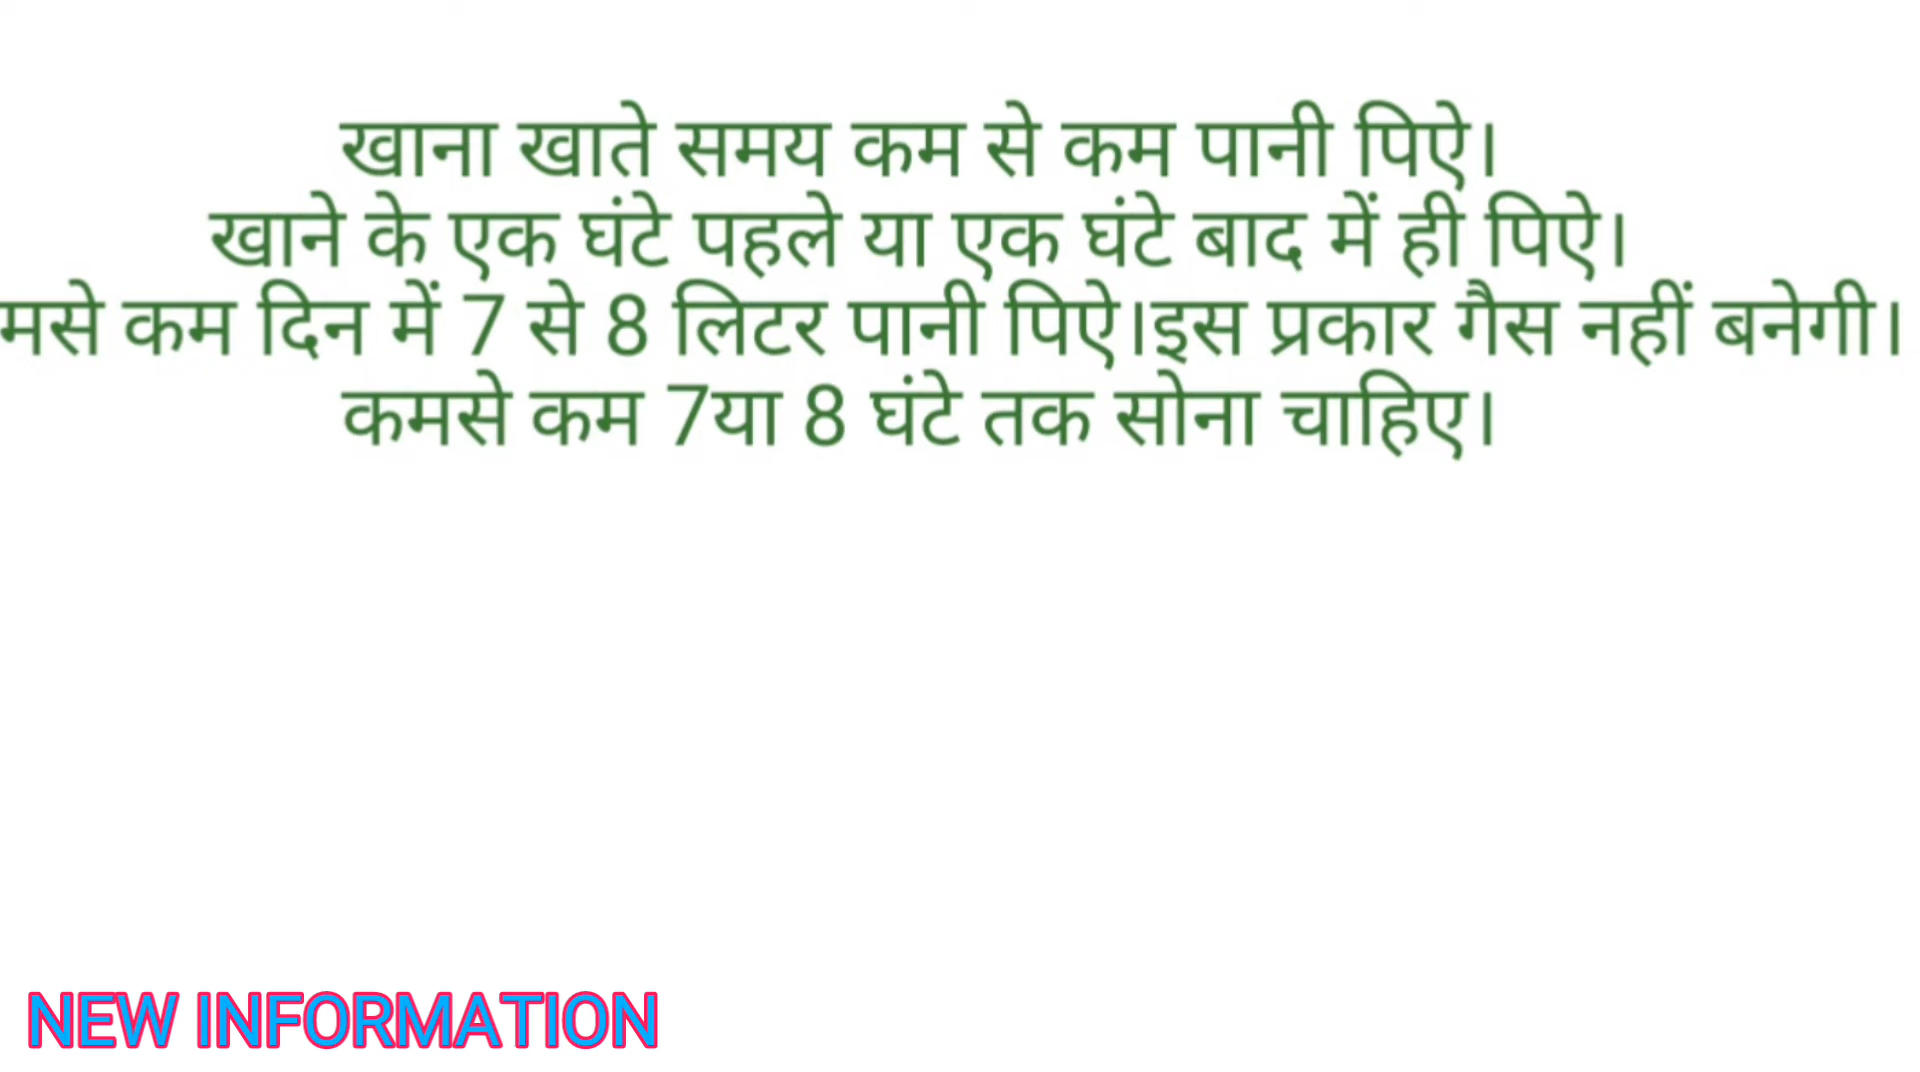 खाना खाते समय कम से कम पानी पिऐ।
खाने के एक घंटे पहले या एक घंटे बाद में ही पिऐ।
मसे कम दिन में 7 से 8 लिटर पानी पिऐ।इस प्रकार गैस नहीं बनेगी।
कमसे कम 7या 8 घंटे तक सोना चाहिए।
NEW INFORMATION